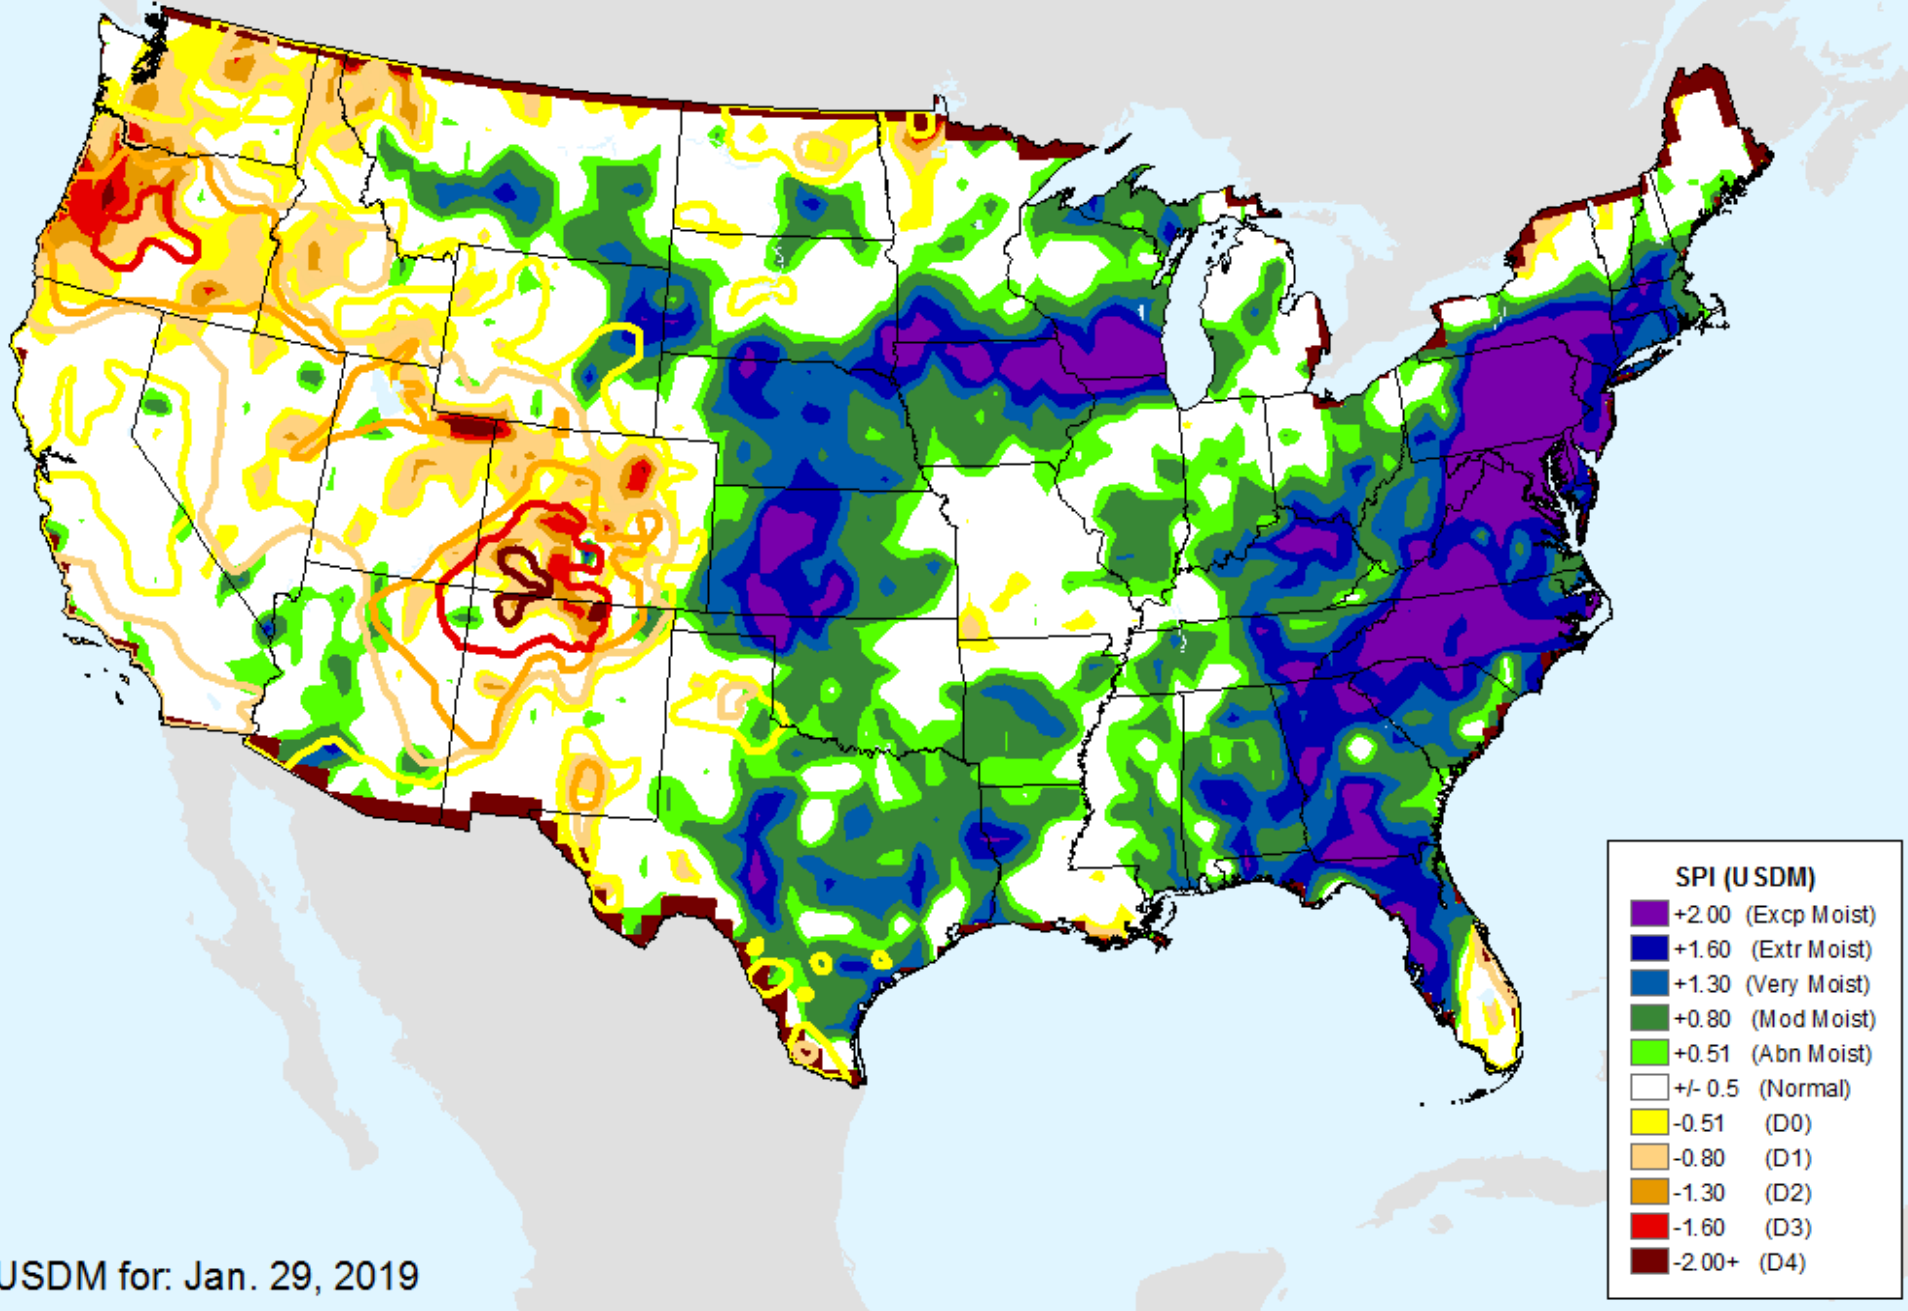 SPI (USDM)
+2.00 (Excp Moist)
+1.60 (Extr Moist)
+1.30 (Very Moist)
+0.80 (Mod Moist)
+0.51 (Abn Moist)
+/- 0.5 (Normal)
-0.51 (D0)
-0.80 (D1)
-1.30 (D2)
-1.60 (D3)
-2.00+ (D4)
USDM for: Jan. 29, 2019